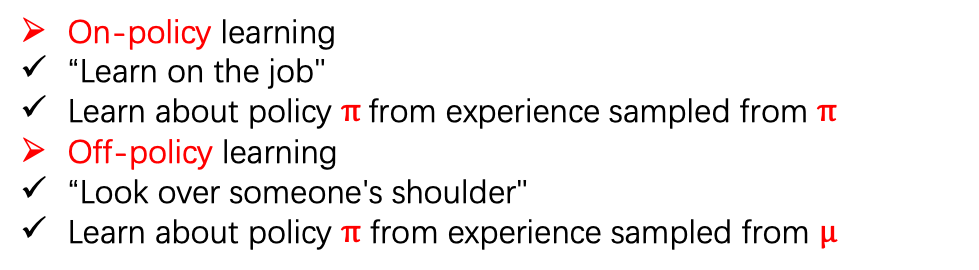 ➢ On-policy learning
✓ “Learn on the job"
✓ Learn about policy π from experience sampled from π
➢ Off-policy learning
✓ “Look over someone's shoulder"
✓ Learn about policy π from experience sampled from μ